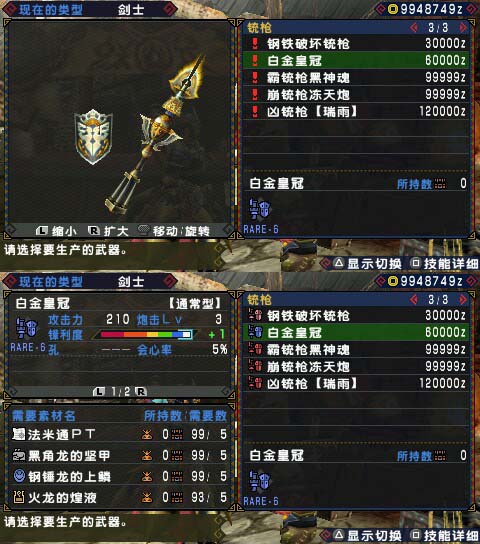 现在的类型 剑士
9948749z
铳枪 3/3
钢铁破坏铳枪 30000z
白金皇冠 60000z
霸铳枪黑神魂 99999z
崩铳枪冻天炮 99999z
凶铳枪【瑞雨】 120000z
白金皇冠 所持数 0
RARE-6
L 缩小 R 扩大 移动/旋转
请选择要生产的武器。
△显示切换 □技能详细
现在的类型 剑士
9948749z
白金皇冠 【通常型】
攻击力 210 炮击Lv 3
锋利度 +1
孔 --- 会心率 5%
RARE-6
L 1/2 R
需要素材名 所持数/需要数
法米通PT 0 99/ 5
黑角龙的坚甲 0 99/ 5
钢锤龙的上鳞 0 99/ 5
火龙的煌液 0 93/ 5
铳枪 3/3
钢铁破坏铳枪 30000z
白金皇冠 60000z
霸铳枪黑神魂 99999z
崩铳枪冻天炮 99999z
凶铳枪【瑞雨】 120000z
白金皇冠 所持数 0
RARE-6
请选择要生产的武器。
△显示切换 □技能详细